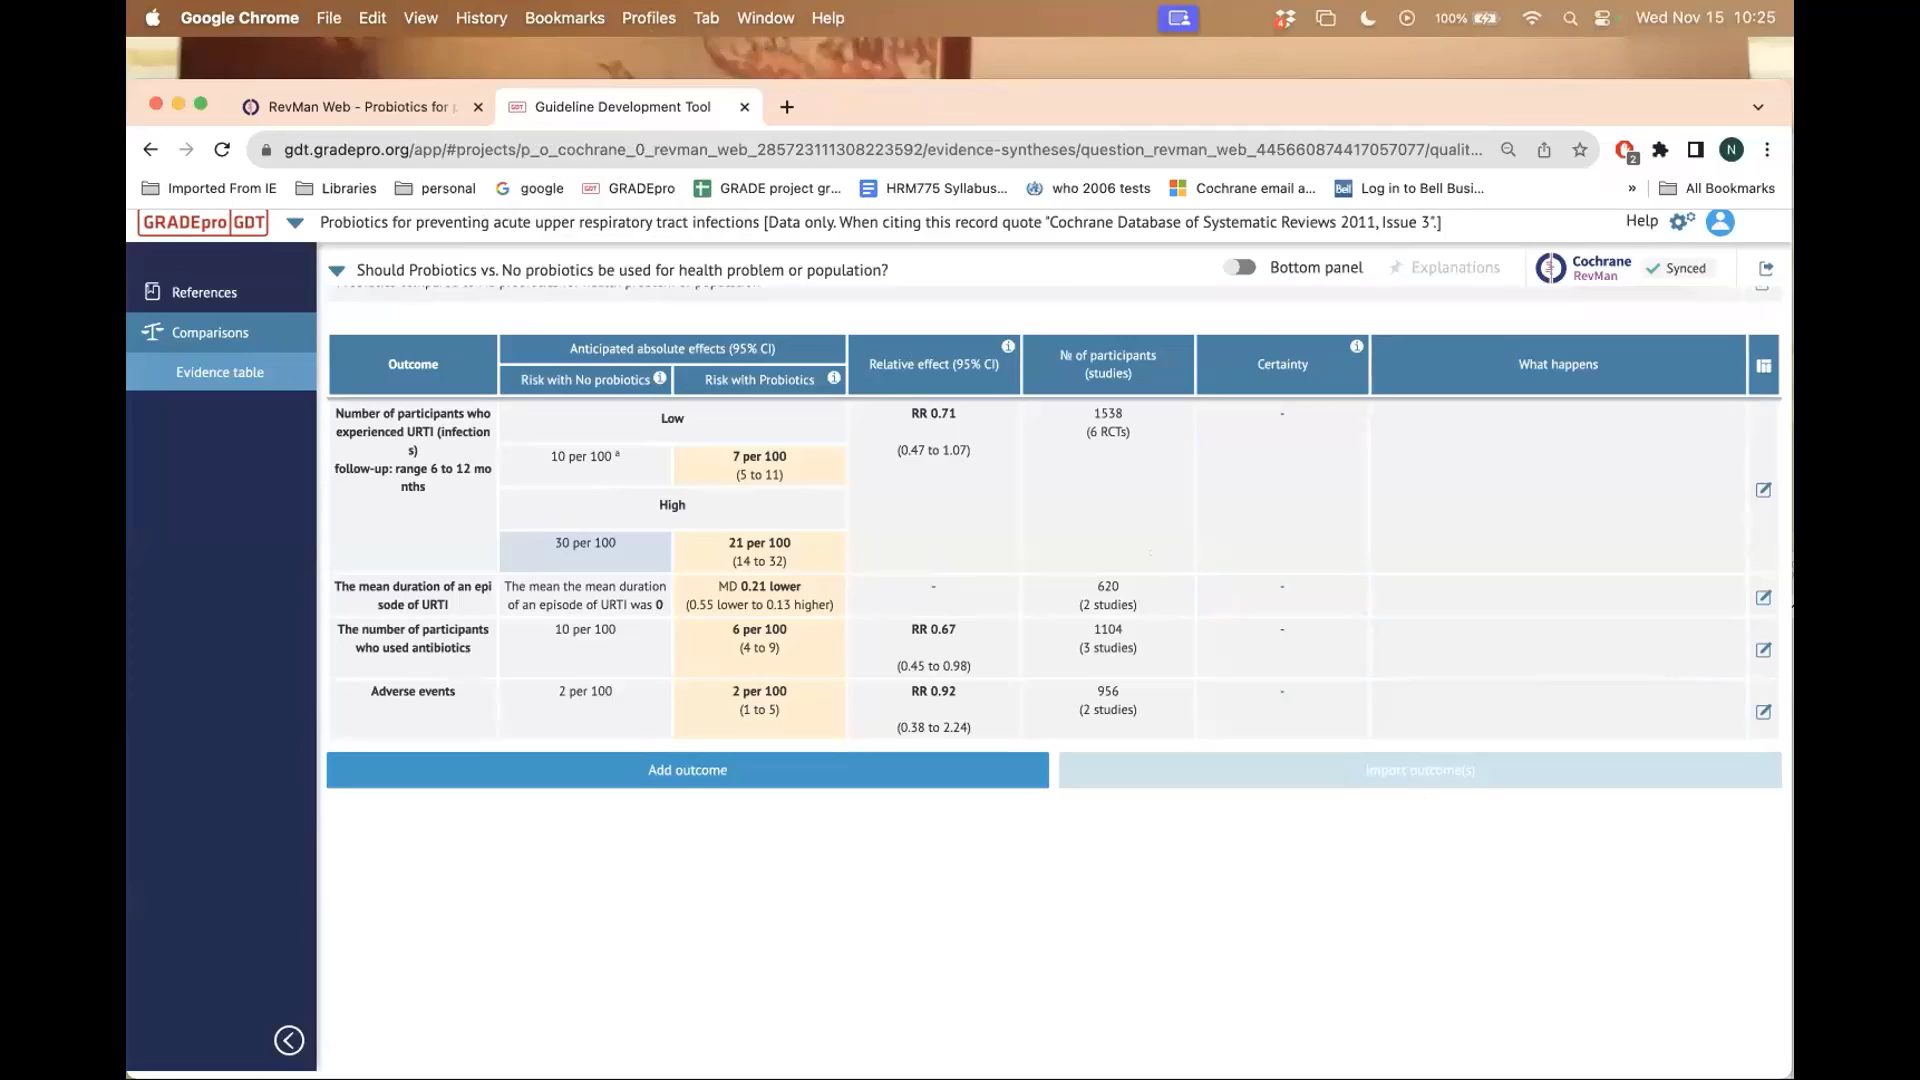 Google Chrome File Edit View History Bookmarks Profiles Tab Window Help 4 100% Wed Nov 15 10:25
RevMan Web - Probiotics for p GDT Guideline Development Tool
gdt.gradepro.org/app/#projects/p_o_cochrane_0_revman_web_285723111308223592/evidence-syntheses/question_revman_web_445660874417057077/qualit... 2 N
Imported From IE Libraries personal G google GDT GRADEpro GRADE project gr... HRM775 Syllabus... who 2006 tests Cochrane email a... Bell Log in to Bell Busi... » All Bookmarks
GRADEpro GDT Probiotics for preventing acute upper respiratory tract infections [Data only. When citing this record quote "Cochrane Database of Systematic Reviews 2011, Issue 3".] Help
Should Probiotics vs. No probiotics be used for health problem or population? Bottom panel Explanations Cochrane RevMan Synced
References
Comparisons
Evidence table
Outcome
Anticipated absolute effects (95% CI)
Risk with No probiotics
Risk with Probiotics
Relative effect (95% CI)
№ of participants
(studies)
Certainty
What happens
Number of participants who
experienced URTI (infection
s)
follow-up: range 6 to 12 mo
nths
Low
10 per 100 a
7 per 100
(5 to 11)
High
30 per 100
21 per 100
(14 to 32)
RR 0.71
(0.47 to 1.07)
1538
(6 RCTs)
-
The mean duration of an epi
sode of URTI
The mean the mean duration
of an episode of URTI was 0
MD 0.21 lower
(0.55 lower to 0.13 higher)
-
620
(2 studies)
-
The number of participants
who used antibiotics
10 per 100
6 per 100
(4 to 9)
RR 0.67
(0.45 to 0.98)
1104
(3 studies)
-
Adverse events
2 per 100
2 per 100
(1 to 5)
RR 0.92
(0.38 to 2.24)
956
(2 studies)
-
Add outcome
Import outcome(s)